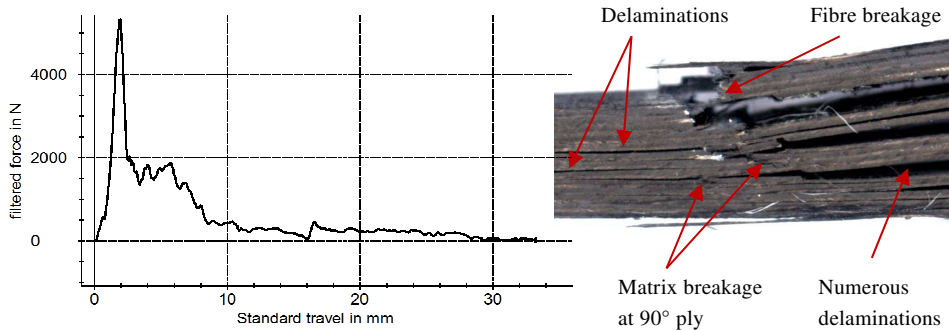 filtered force in N
4000
2000
0
0
10
20
30
Standard travel in mm
Delaminations
Fibre breakage
Matrix breakage
at 90° ply
Numerous
delaminations